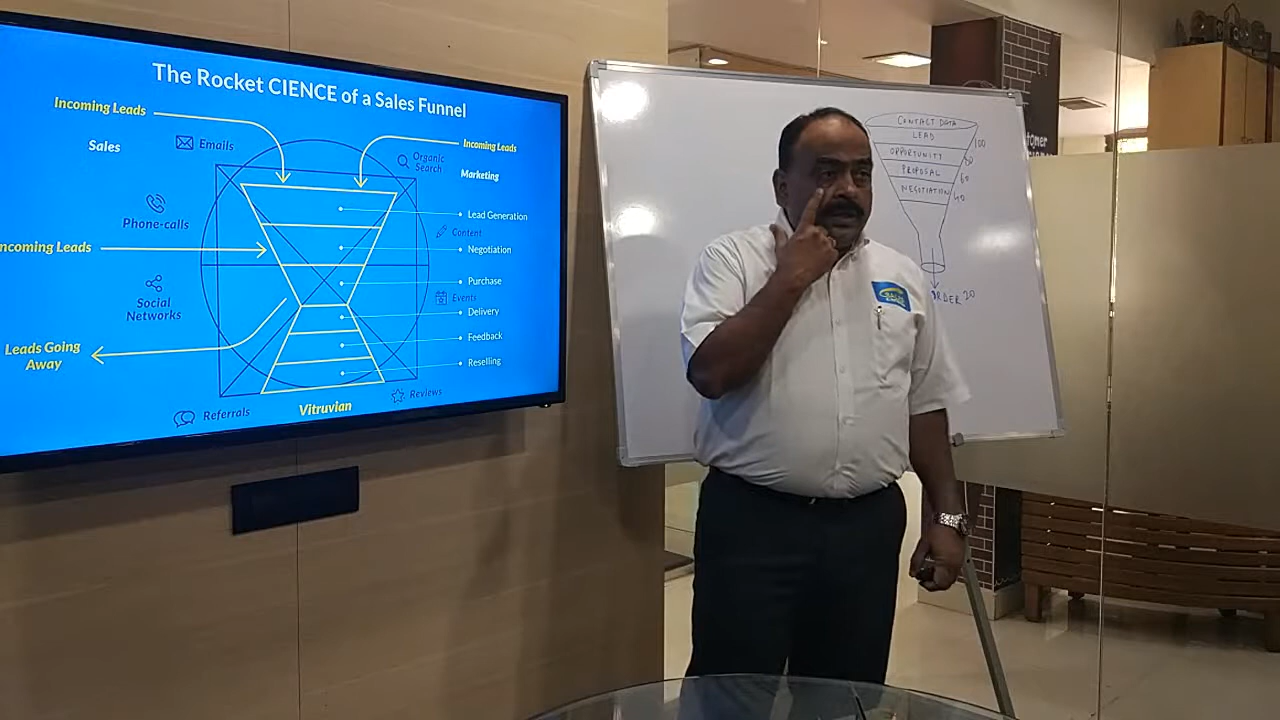 The Rocket CIENCE of a Sales Funnel
Incoming Leads
Sales
Emails
Incoming Leads
Organic
Search
Marketing
Phone-calls
Lead Generation
Content
Incoming Leads
Negotiation
Social
Networks
Purchase
Events
Delivery
Leads Going
Away
Feedback
Reselling
Referrals
Vitruvian
Reviews
CONTACT DATA
LEAD
100
OPPORTUNITY
80
PROPOSAL
60
NEGOTIATION
40
ORDER 20